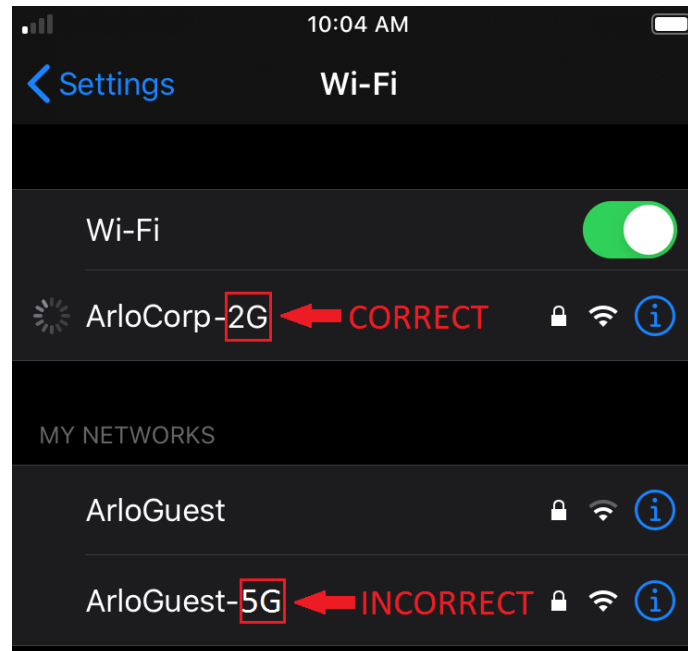 10:04 AM
Settings Wi-Fi
Wi-Fi
ArloCorp-2G CORRECT
MY NETWORKS
ArloGuest
ArloGuest-5G INCORRECT